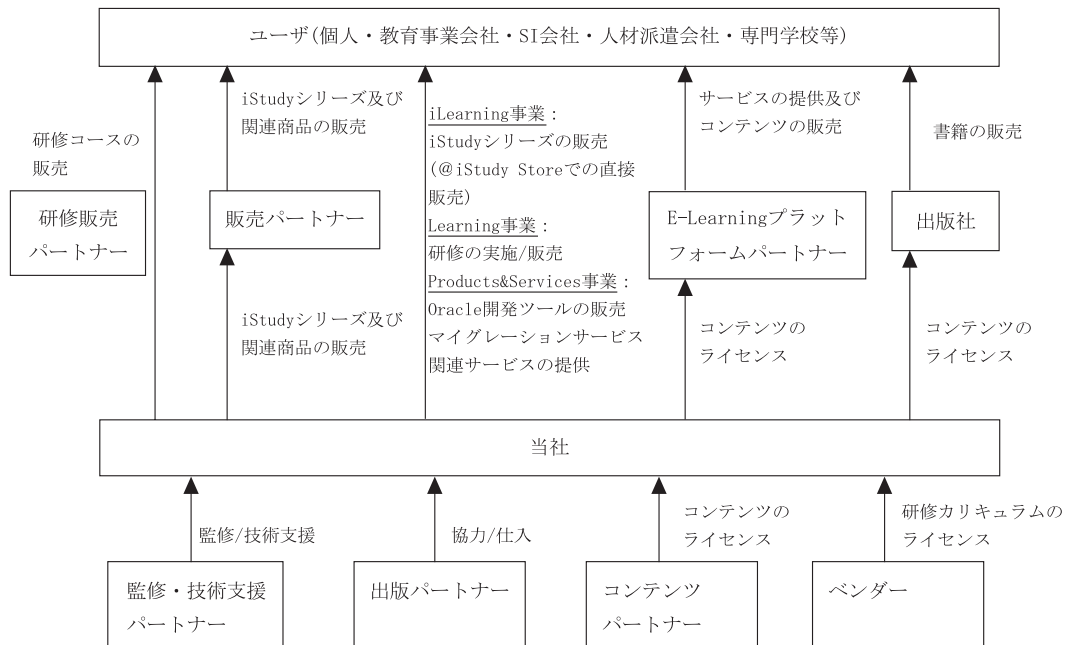 ユーザ(個人・教育事業会社・SI会社・人材派遣会社・専門学校等)
研修コースの
販売
iStudyシリーズ及び
関連商品の販売
iLearning事業：
iStudyシリーズの販売
(@iStudy Storeでの直接
販売)
Learning事業：
研修の実施/販売
Products&Services事業：
Oracle開発ツールの販売
マイグレーションサービス
関連サービスの提供
サービスの提供及び
コンテンツの販売
書籍の販売
研修販売
パートナー
販売パートナー
E-Learningプラット
フォームパートナー
出版社
iStudyシリーズ及び
関連商品の販売
コンテンツの
ライセンス
コンテンツの
ライセンス
当社
監修/技術支援
協力/仕入
コンテンツの
ライセンス
研修カリキュラムの
ライセンス
監修・技術支援
パートナー
出版パートナー
コンテンツ
パートナー
ベンダー